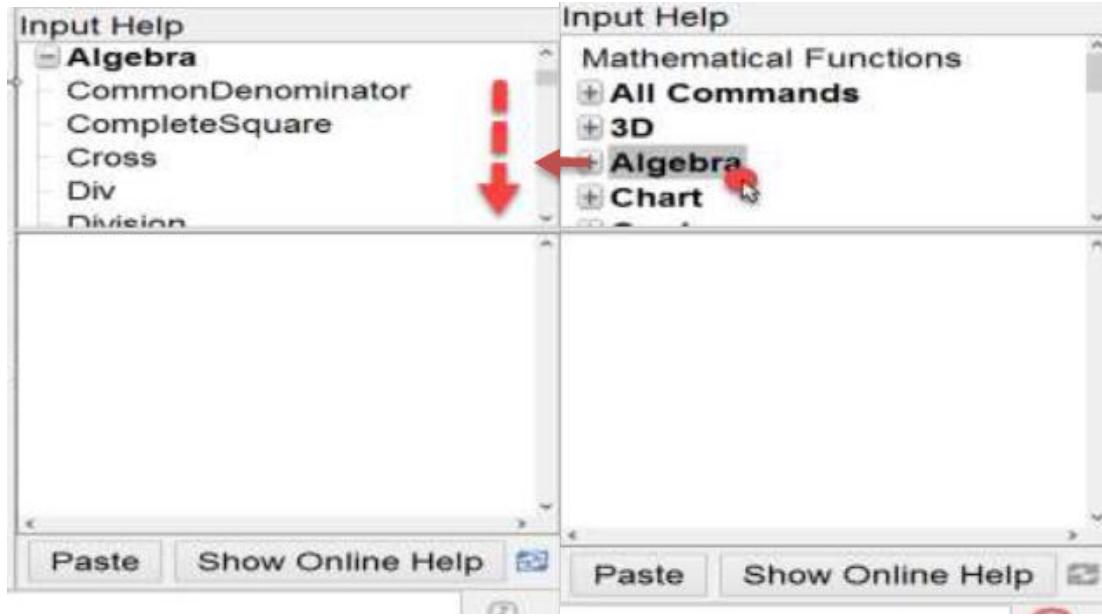 Input Help
Algebra
CommonDenominator
CompleteSquare
Cross
Div
Division
Paste
Show Online Help
Input Help
Mathematical Functions
All Commands
3D
Algebra
Chart
Paste
Show Online Help